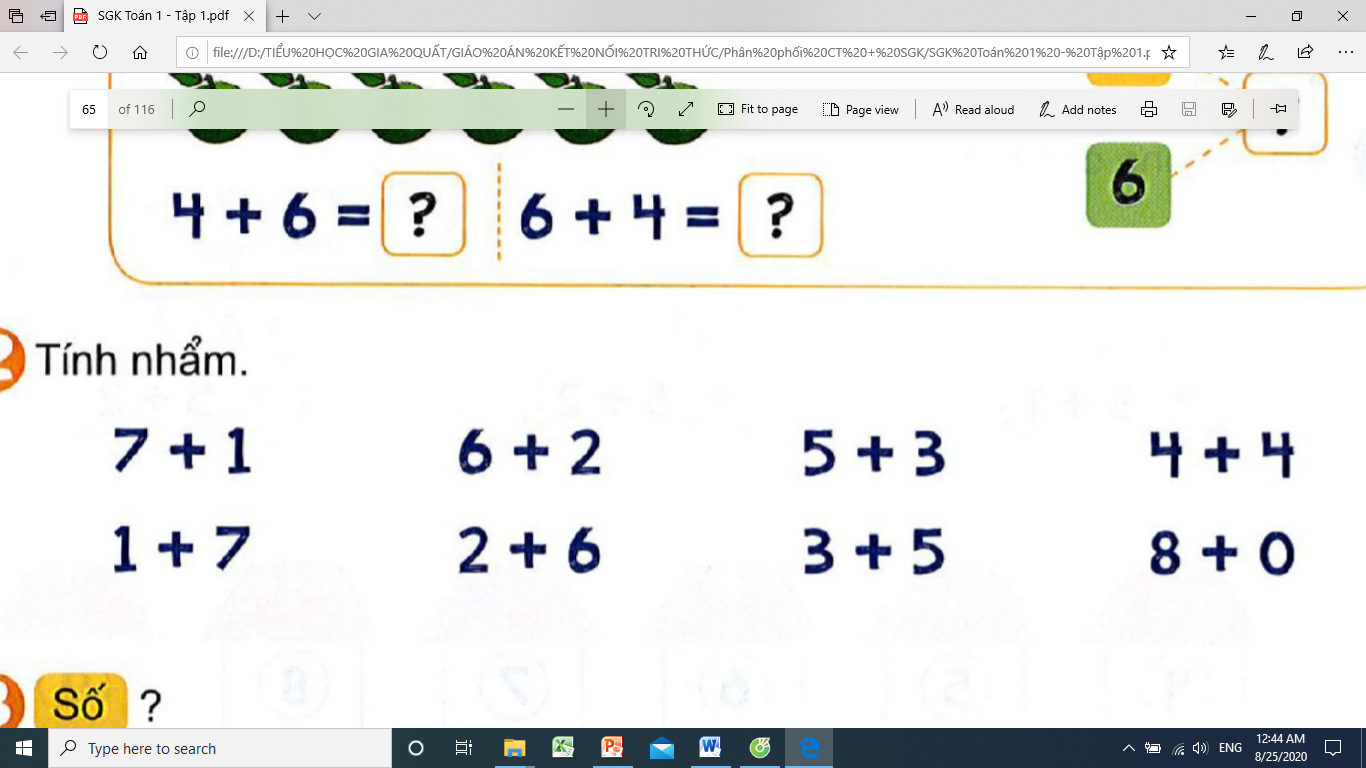 SGK Toán 1 - Tập 1.pdf
file:///D:/TIỂU%20HỌC%20GIA%20QUẤT/GIÁO%20ÁN%20KẾT%20NỐI%20TRI%20THỨC/Phân%20phối%20CT%20+%20SGK/SGK%20Toán%201%20-%20Tập%201.p
65 of 116 Fit to page Page view Read aloud Add notes
6
4 + 6 = ? 6 + 4 = ?
2 Tính nhẩm.
7 + 1 6 + 2 5 + 3 4 + 4
1 + 7 2 + 6 3 + 5 8 + 0
3 Số ?
Type here to search ENG 12:44 AM
8/25/2020